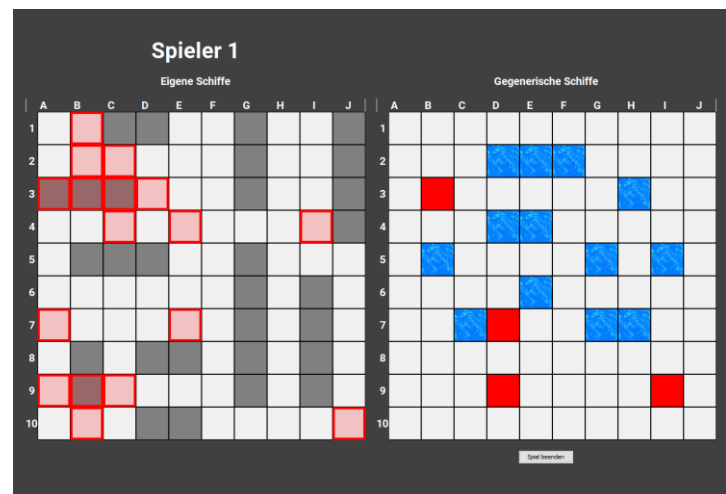 Spieler 1
Eigene Schiffe
Gegenerische Schiffe
A B C D E F G H I J
A B C D E F G H I J
1 1
2 2
3 3
4 4
5 5
6 6
7 7
8 8
9 9
10 10
Spiel beenden